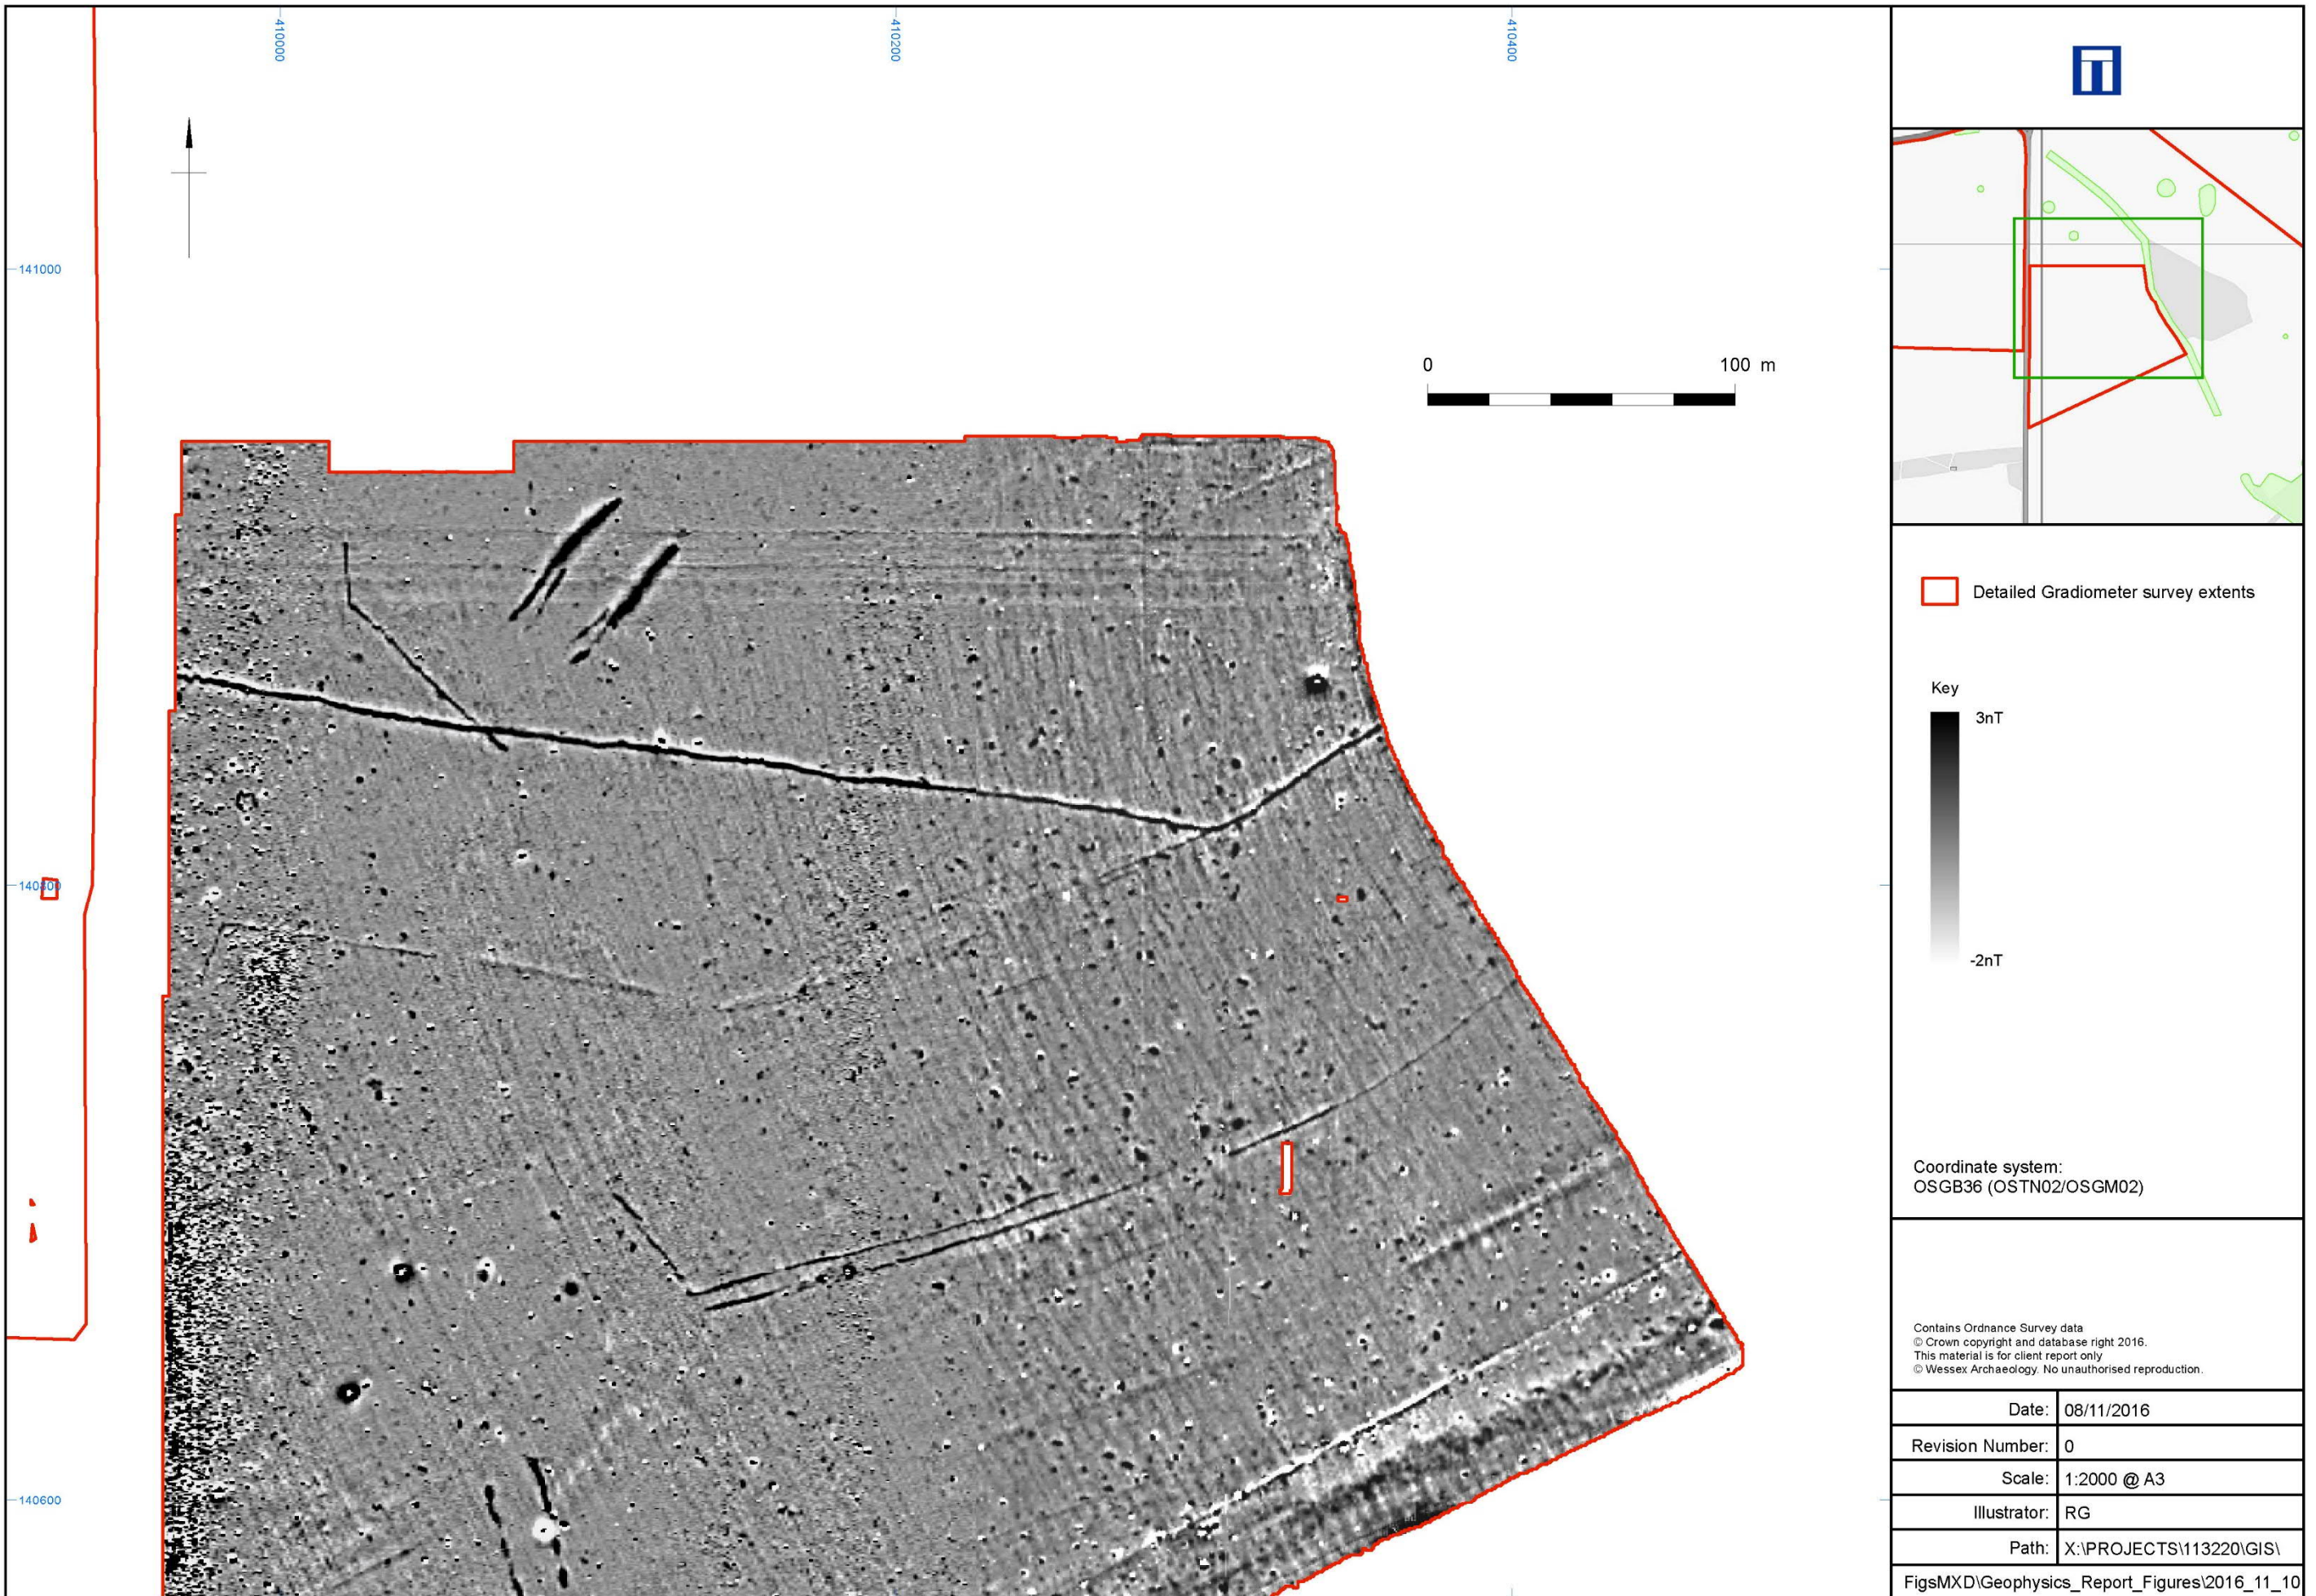 410000
410200
410400
141000
140800
140600
0 100 m
Detailed Gradiometer survey extents
Key
3nT
-2nT
Coordinate system:
OSGB36 (OSTN02/OSGM02)
Contains Ordnance Survey data
© Crown copyright and database right 2016.
This material is for client report only
© Wessex Archaeology. No unauthorised reproduction.
Date: 08/11/2016
Revision Number: 0
Scale: 1:2000 @ A3
Illustrator: RG
Path: X:\PROJECTS\113220\GIS\
FigsMXD\Geophysics_Report_Figures\2016_11_10